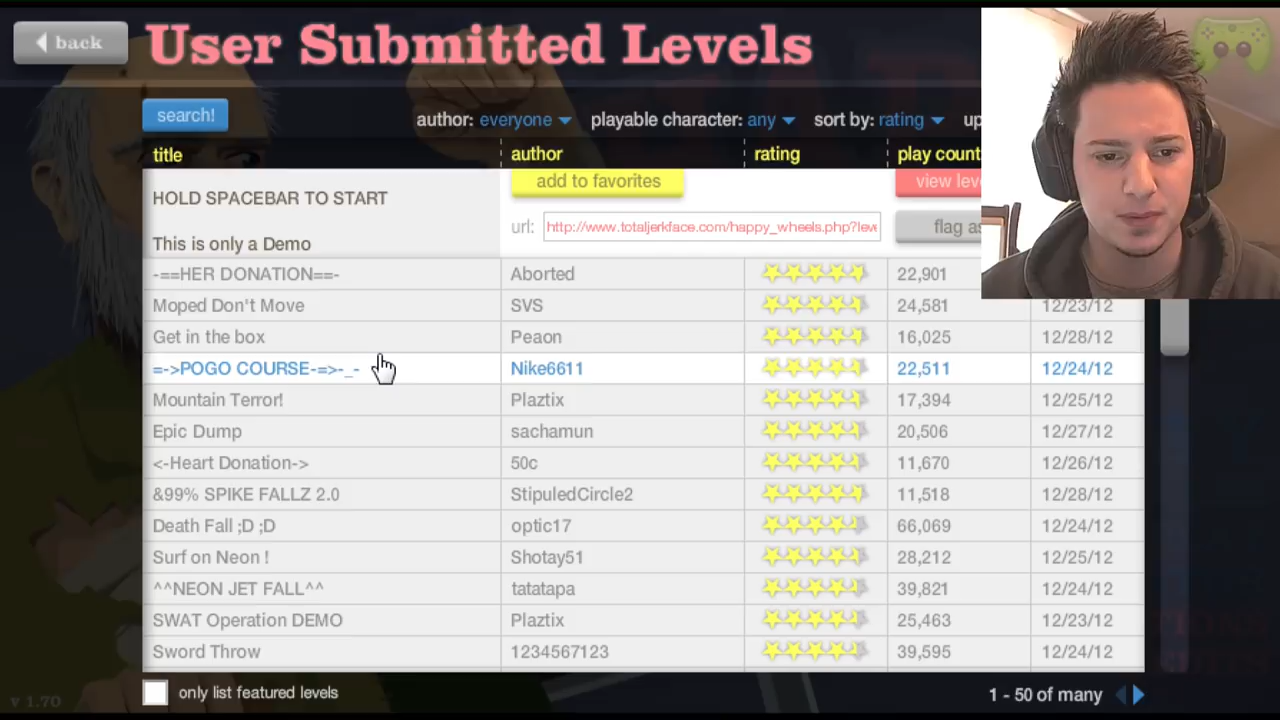 back
User Submitted Levels
search!
author: everyone playable character: any sort by: rating up
title author rating play count
HOLD SPACEBAR TO START
add to favorites view leve
url: http://www.totaljerkface.com/happy_wheels.php?leve flag as
This is only a Demo
-==HER DONATION==- Aborted 22,901
Moped Don't Move SVS 24,581 12/23/12
Get in the box Peaon 16,025 12/28/12
=->POGO COURSE-=>-_- Nike6611 22,511 12/24/12
Mountain Terror! Plaztix 17,394 12/25/12
Epic Dump sachamun 20,506 12/27/12
<-Heart Donation-> 50c 11,670 12/26/12
&99% SPIKE FALLZ 2.0 StipuledCircle2 11,518 12/28/12
Death Fall ;D ;D optic17 66,069 12/24/12
Surf on Neon ! Shotay51 28,212 12/25/12
^^NEON JET FALL^^ tatatapa 39,821 12/24/12
SWAT Operation DEMO Plaztix 25,463 12/23/12
Sword Throw 1234567123 39,595 12/24/12
only list featured levels 1 - 50 of many
v 1.70